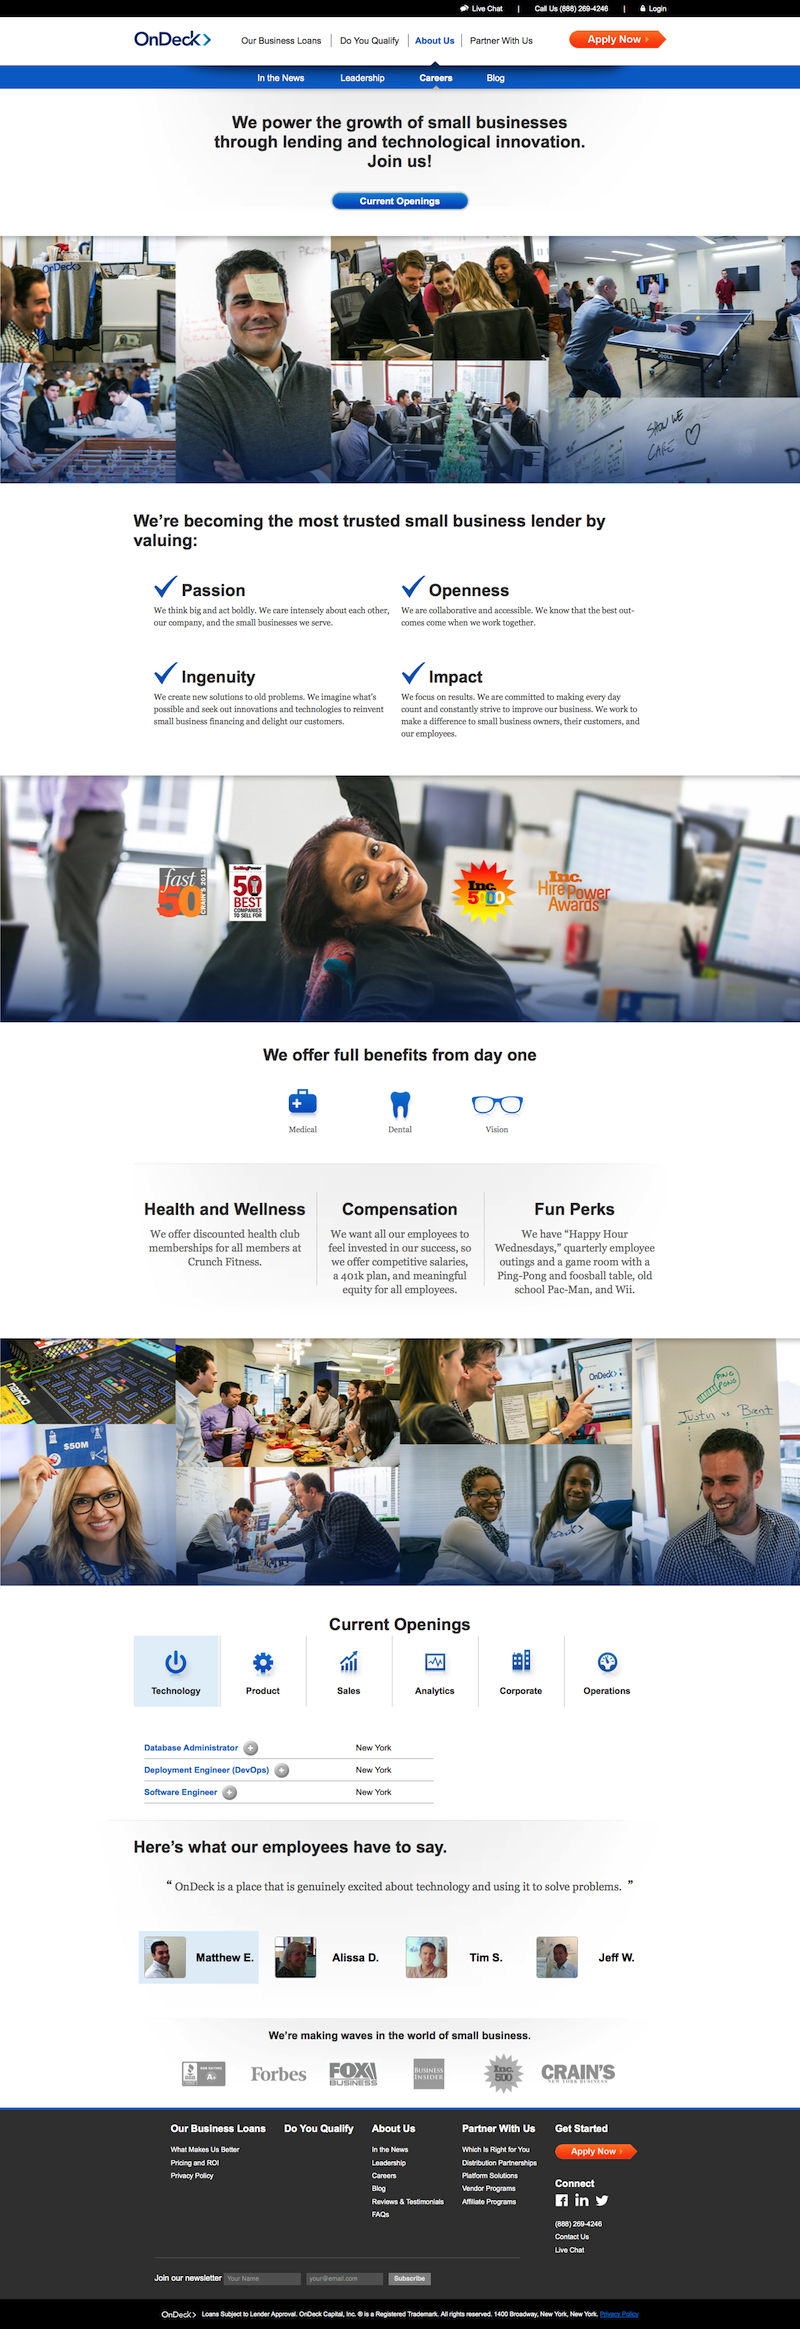 Live Chat | Call Us (888) 269-4246 | Login
OnDeck Our Business Loans Do You Qualify About Us Partner With Us Apply Now
In the News Leadership Careers Blog
We power the growth of small businesses
through lending and technological innovation.
Join us!
Current Openings
OnDeck
SHOW WE
CARE
We're becoming the most trusted small business lender by
valuing:
Passion
We think big and act boldly. We care intensely about each other,
our company, and the small businesses we serve.
Openness
We are collaborative and accessible. We know that the best out-
comes come when we work together.
Ingenuity
We create new solutions to old problems. We imagine what's
possible and seek out innovations and technologies to reinvent
small business financing and delight our customers.
Impact
We focus on results. We are committed to making every day
count and constantly strive to improve our business. We work to
make a difference to small business owners, their customers, and
our employees.
fast
50
CRAIN'S 2013
SellingPower
50
BEST
COMPANIES
TO SELL FOR
Inc.
5000
Inc.
Hire Power
Awards
We offer full benefits from day one
Medical Dental Vision
Health and Wellness
We offer discounted health club
memberships for all members at
Crunch Fitness.
Compensation
We want all our employees to
feel invested in our success, so
we offer competitive salaries,
a 401k plan, and meaningful
equity for all employees.
Fun Perks
We have “Happy Hour
Wednesdays,” quarterly employee
outings and a game room with a
Ping-Pong and foosball table, old
school Pac-Man, and Wii.
$50M
OnDeck
PING
PONG
Justin vs Brent
Current Openings
Technology Product Sales Analytics Corporate Operations
Database Administrator New York
Deployment Engineer (DevOps) New York
Software Engineer New York
Here's what our employees have to say.
“ OnDeck is a place that is genuinely excited about technology and using it to solve problems. ”
Matthew E. Alissa D. Tim S. Jeff W.
We're making waves in the world of small business.
BBB A+
Forbes
FOX
BUSINESS
BUSINESS
INSIDER
Inc.
500
CRAIN'S
NEW YORK BUSINESS
Our Business Loans
What Makes Us Better
Pricing and ROI
Privacy Policy
Do You Qualify
About Us
In the News
Leadership
Careers
Blog
Reviews & Testimonials
FAQs
Partner With Us
Which Is Right for You
Distribution Partnerships
Platform Solutions
Vendor Programs
Affiliate Programs
Get Started
Apply Now
Connect
(888) 269-4246
Contact Us
Live Chat
Join our newsletter Your Name your@email.com Subscribe
OnDeck Loans Subject to Lender Approval. OnDeck Capital, Inc. ® is a Registered Trademark. All rights reserved. 1400 Broadway, New York, New York. Privacy Policy